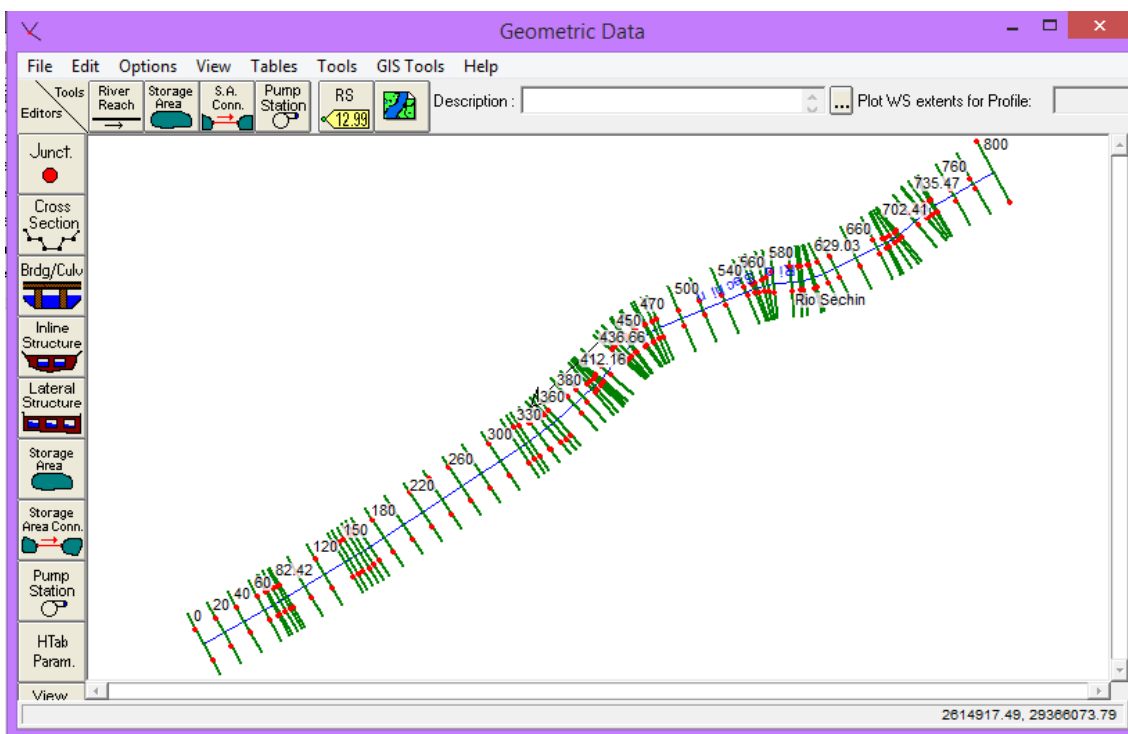 Geometric Data
File Edit Options View Tables Tools GIS Tools Help
Tools
Editors
River Reach
Storage Area
S.A. Conn.
Pump Station
RS
12.99
Description :
...
Plot WS extents for Profile:
Junct.
Cross Section
Brdg/Culv
Inline Structure
Lateral Structure
Storage Area
Storage Area Conn.
Pump Station
HTab Param.
View
800
760
735.47
702.41
660
629.03
580
560
540
500
470
450
436.66
412.16
380
360
330
300
260
220
180
150
120
82.42
60
40
20
0
Rio Sechin
2614917.49, 29366073.79